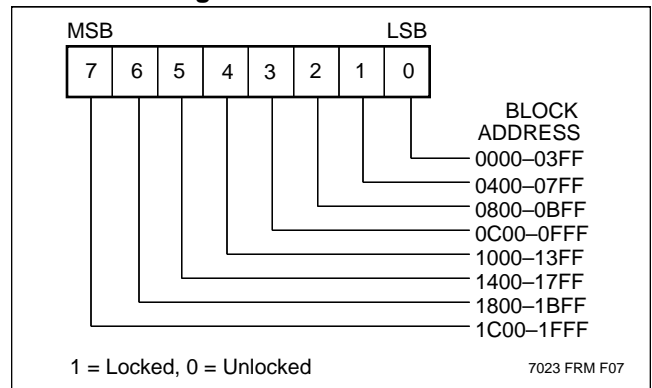 MSB LSB
7 6 5 4 3 2 1 0
BLOCK
ADDRESS
0000–03FF
0400–07FF
0800–0BFF
0C00–0FFF
1000–13FF
1400–17FF
1800–1BFF
1C00–1FFF
1 = Locked, 0 = Unlocked 7023 FRM F07